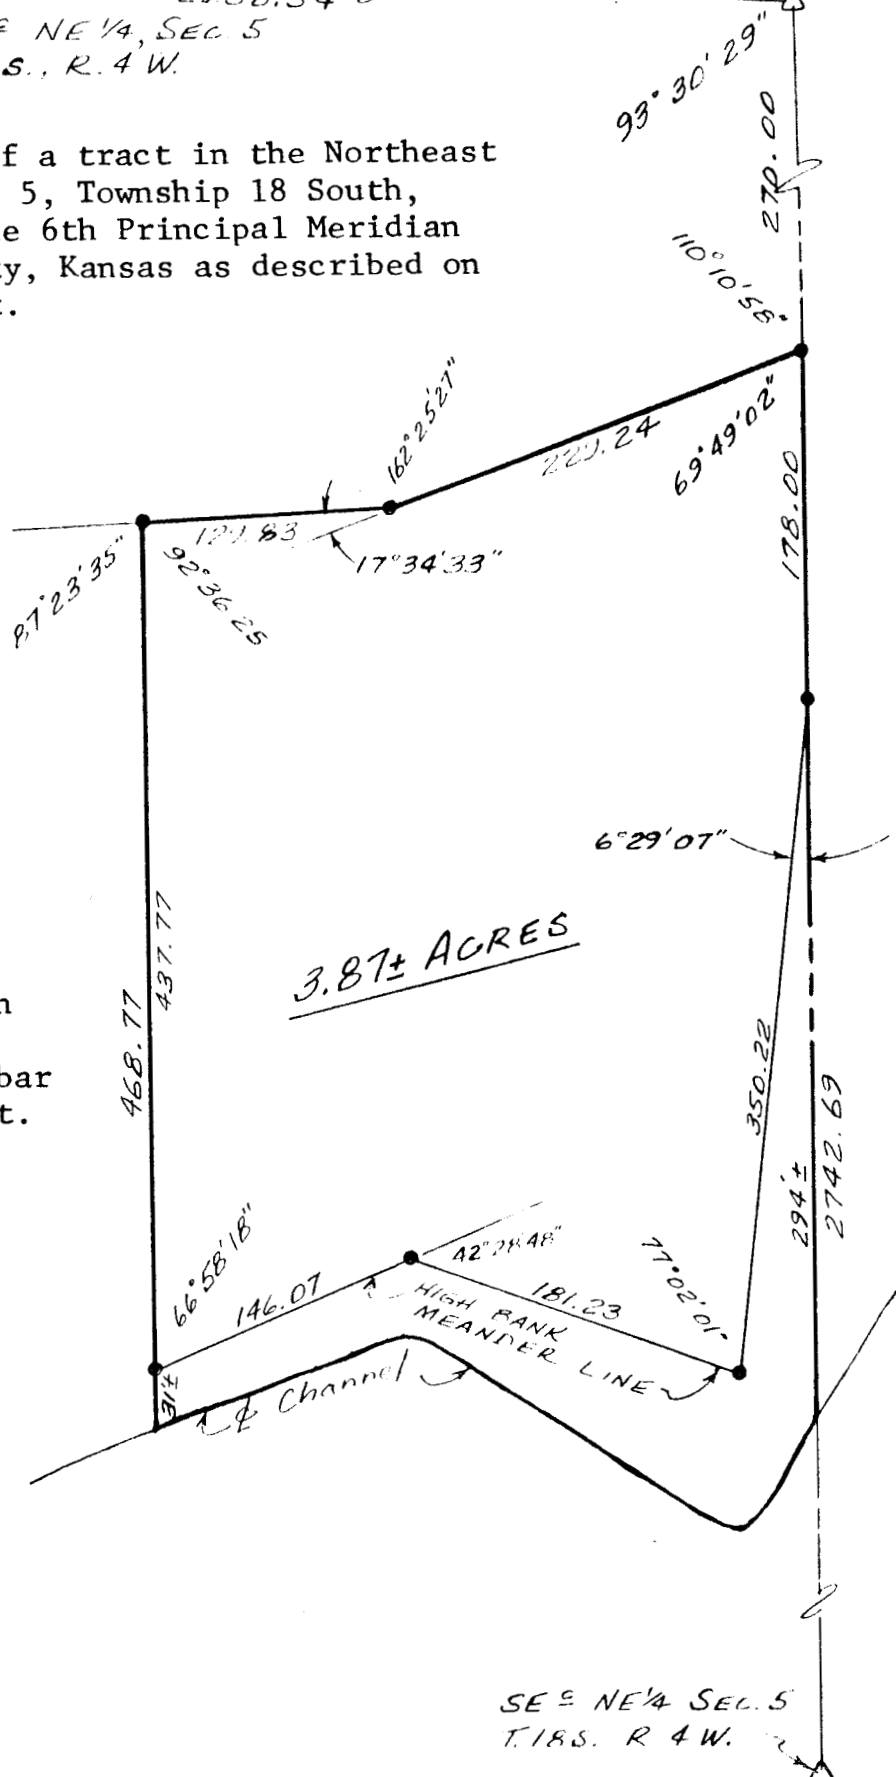 NE 1/4, SEC 5
S., R. 4 W.
93° 30' 29"
270.00
f a tract in the Northeast
5, Township 18 South,
e 6th Principal Meridian
y, Kansas as described on
t.
110° 10' 58"
162° 25' 27"
69° 49' 02"
178.00
17° 34' 33"
87° 23' 35"
92° 36 25
6° 29' 07"
437.77
468.77
3.87± ACRES
n
bar
t.
350.22
294'±
2742.69
66° 58' 18"
146.07
42° 28' 48"
77° 02' 01"
181.23
HIGH BANK
MEANDER LINE
31'±
℄ Channel
SE c NE 1/4 SEC. 5
T. 18 S. R 4 W.